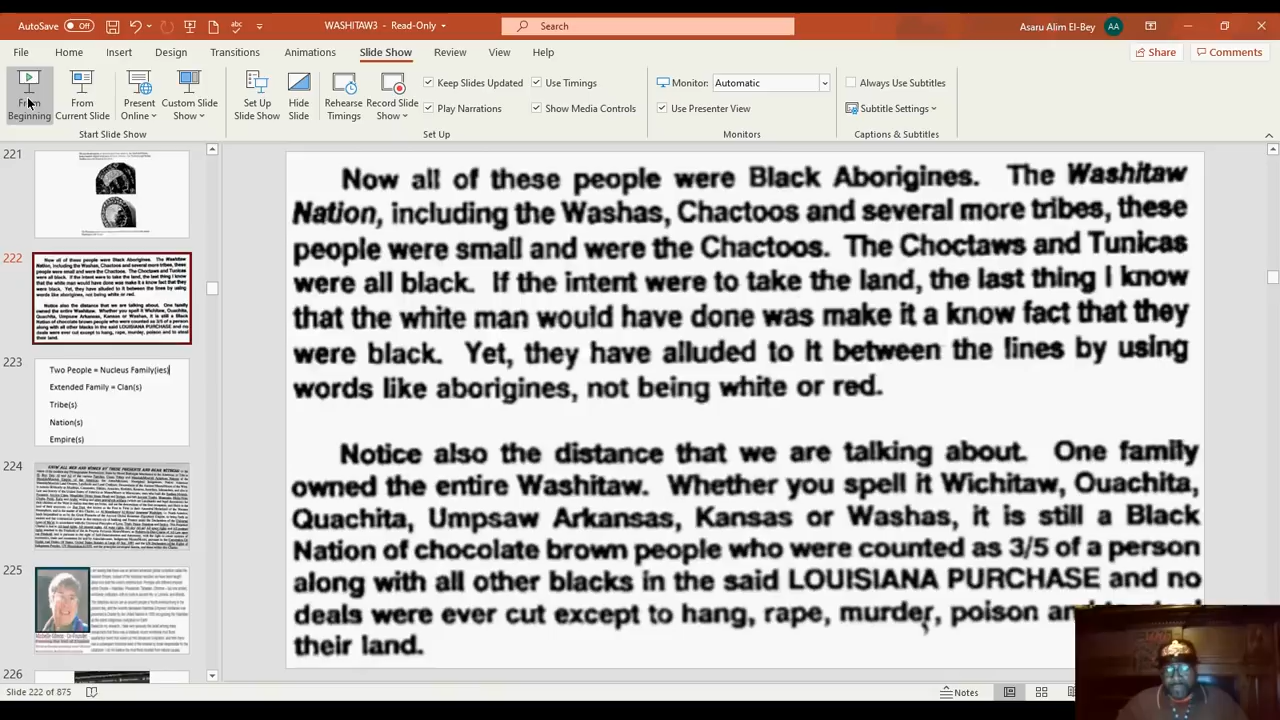 AutoSave Off
WASHITAW3 - Read-Only
Search
Asaru Alim El-Bey
AA
File Home Insert Design Transitions Animations Slide Show Review View Help
Share
Comments
From Beginning
From Current Slide
Present Online
Custom Slide Show
Set Up Slide Show
Hide Slide
Rehearse Timings
Record Slide Show
Keep Slides Updated
Use Timings
Play Narrations
Show Media Controls
Monitor: Automatic
Use Presenter View
Always Use Subtitles
Subtitle Settings
Start Slide Show
Set Up
Monitors
Captions & Subtitles
221
222
223
Two People = Nucleus Family(ies)
Extended Family = Clan(s)
Tribe(s)
Nation(s)
Empire(s)
224
225
226
Now all of these people were Black Aborigines. The Washitaw
Nation, including the Washas, Chactoos and several more tribes, these
people were small and were the Chactoos. The Choctaws and Tunicas
were all black. If the intent were to take the land, the last thing I know
that the white man would have done was make it a know fact that they
were black. Yet, they have alluded to it between the lines by using
words like aborigines, not being white or red.
Notice also the distance that we are talking about. One family
owned the entire Washitaw. Whether you spell it Wichitaw, Ouachita,
Quachita, Kansas, it is still a Black
Nation of chocolate brown people who were counted as 3/5 of a person
along with all other blacks in the said LOUISIANA PURCHASE and no
deals were ever cut except to hang, rape, murder, poison and
their land.
Slide 222 of 875
Notes